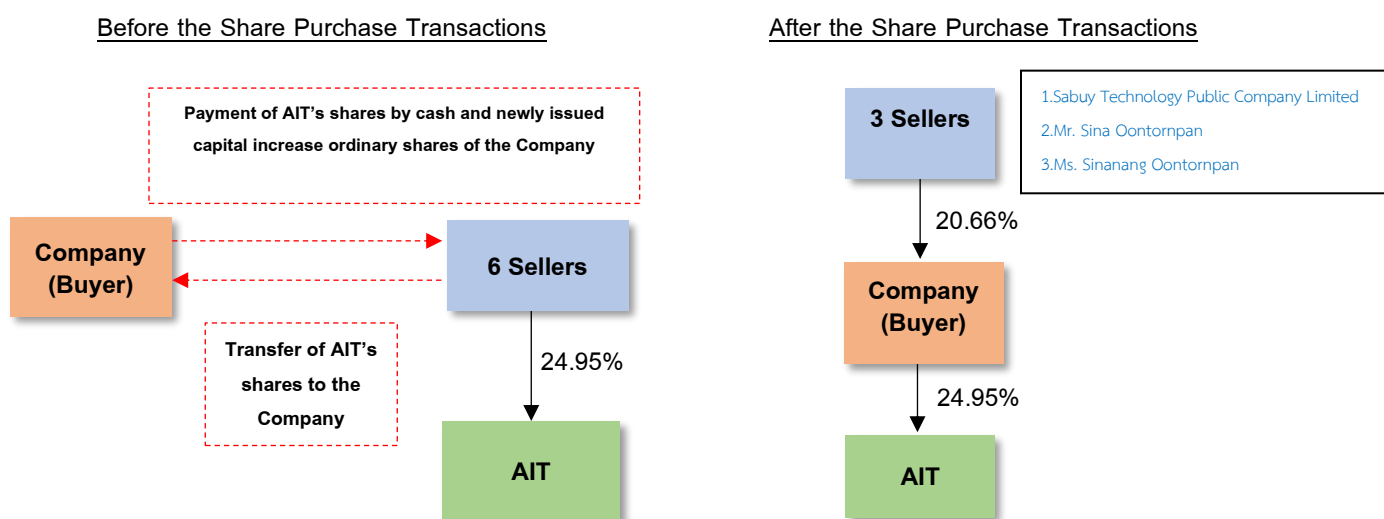 Before the Share Purchase Transactions
Payment of AIT’s shares by cash and newly issued
capital increase ordinary shares of the Company
Company
(Buyer)
6 Sellers
Transfer of AIT’s
shares to the
Company
24.95%
AIT
After the Share Purchase Transactions
3 Sellers
1.Sabuy Technology Public Company Limited
2.Mr. Sina Oontornpan
3.Ms. Sinanang Oontornpan
20.66%
Company
(Buyer)
24.95%
AIT